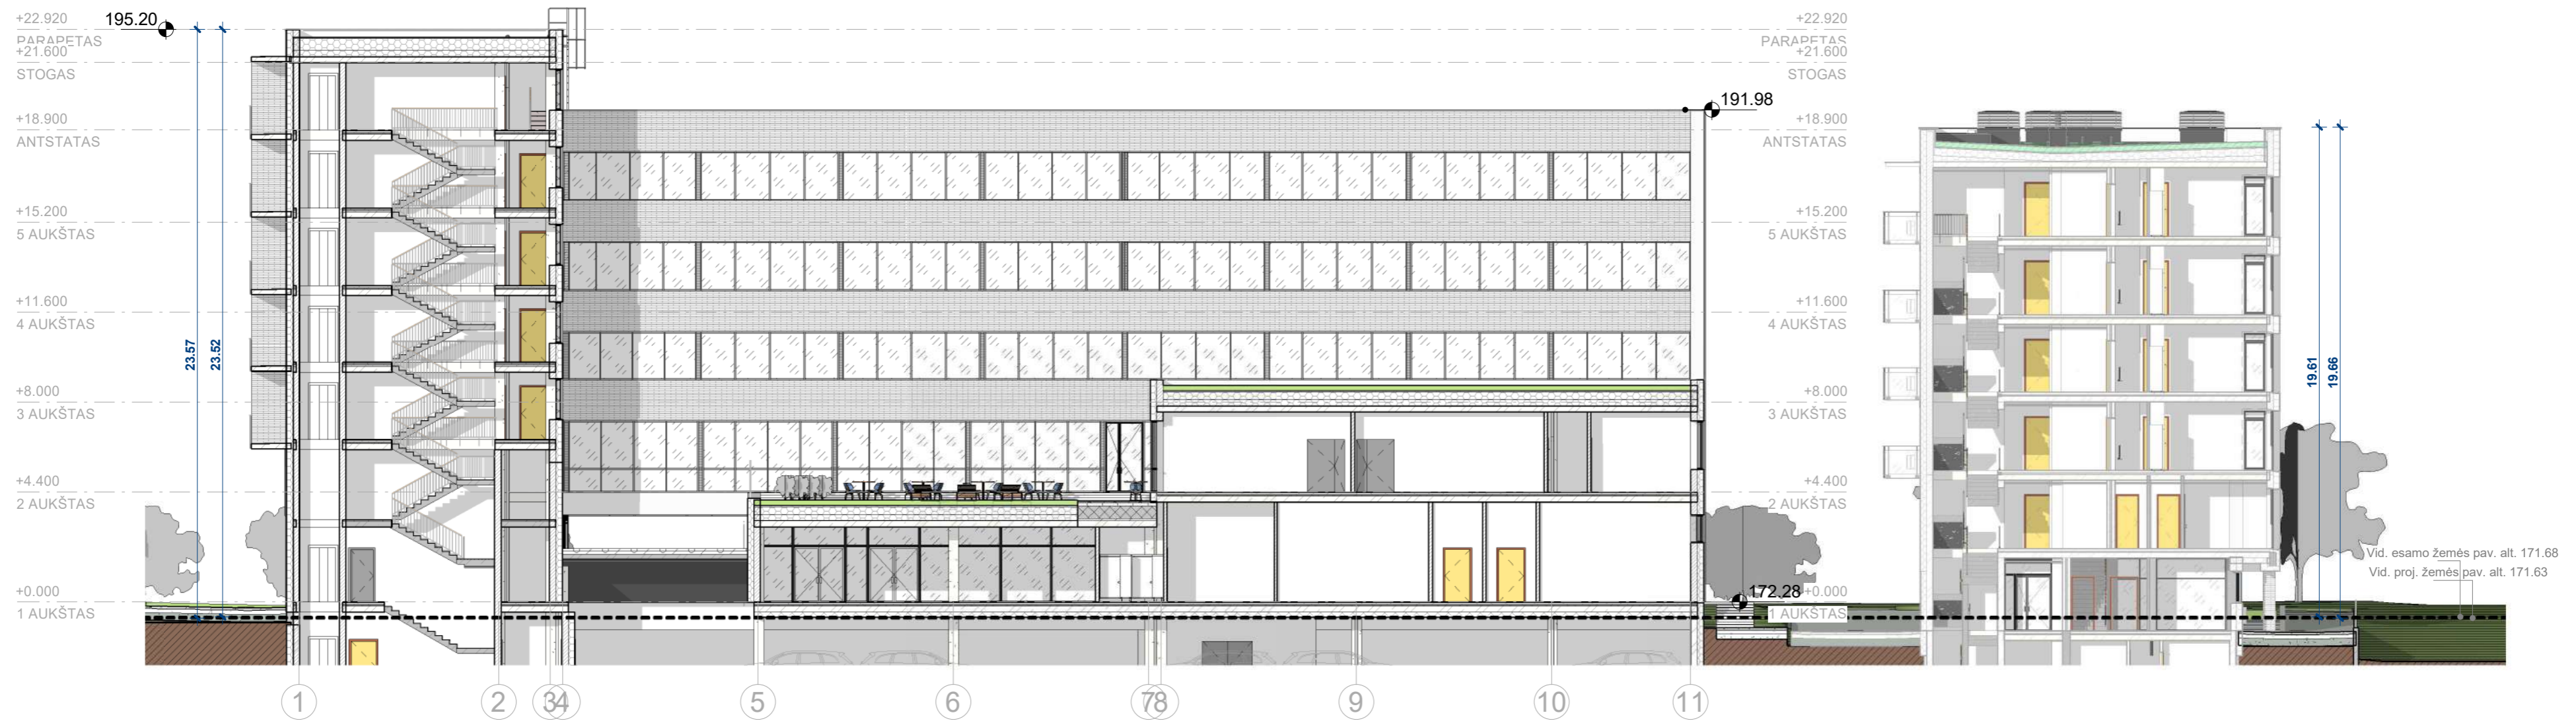 +22.920
PARAPETAS
+21.600
STOGAS
+18.900
ANTSTATAS
+15.200
5 AUKŠTAS
+11.600
4 AUKŠTAS
+8.000
3 AUKŠTAS
+4.400
2 AUKŠTAS
+0.000
1 AUKŠTAS
195.20
23.57
23.52
191.98
172.28
+22.920
PARAPETAS
+21.600
STOGAS
+18.900
ANTSTATAS
+15.200
5 AUKŠTAS
+11.600
4 AUKŠTAS
+8.000
3 AUKŠTAS
+4.400
2 AUKŠTAS
+0.000
1 AUKŠTAS
19.61
19.66
Vid. esamo žemės pav. alt. 171.68
Vid. proj. žemės pav. alt. 171.63
1
2
3
4
5
6
7
8
9
10
11